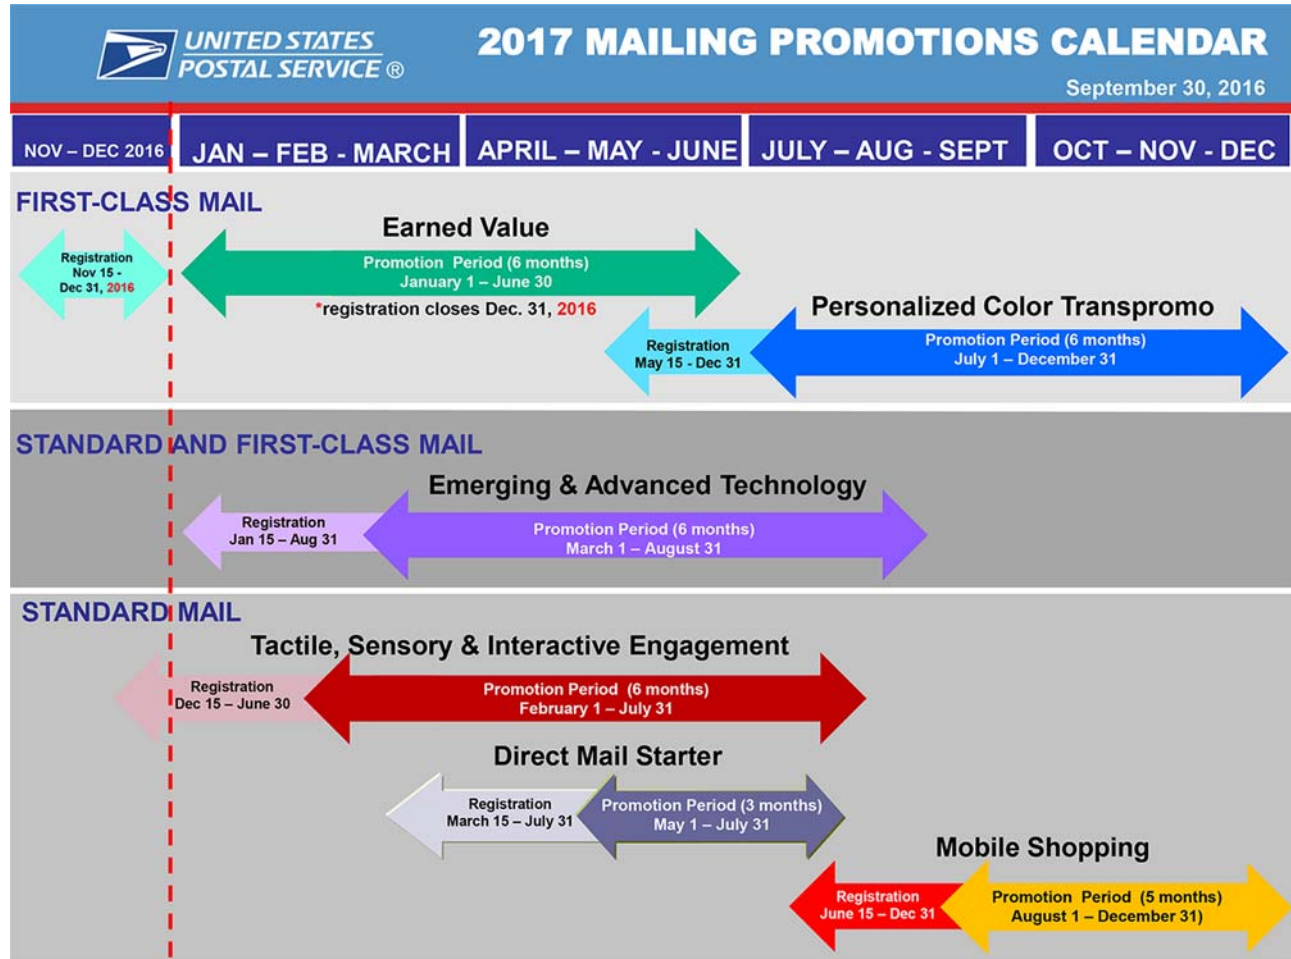 UNITED STATES
POSTAL SERVICE ®
2017 MAILING PROMOTIONS CALENDAR
September 30, 2016
NOV – DEC 2016
JAN – FEB - MARCH
APRIL – MAY - JUNE
JULY – AUG - SEPT
OCT – NOV - DEC
FIRST-CLASS MAIL
Earned Value
Registration
Nov 15 -
Dec 31, 2016
Promotion Period (6 months)
January 1 – June 30
*registration closes Dec. 31, 2016
Personalized Color Transpromo
Registration
May 15 - Dec 31
Promotion Period (6 months)
July 1 – December 31
STANDARD AND FIRST-CLASS MAIL
Emerging & Advanced Technology
Registration
Jan 15 – Aug 31
Promotion Period (6 months)
March 1 – August 31
STANDARD MAIL
Tactile, Sensory & Interactive Engagement
Registration
Dec 15 – June 30
Promotion Period (6 months)
February 1 – July 31
Direct Mail Starter
Registration
March 15 – July 31
Promotion Period (3 months)
May 1 – July 31
Mobile Shopping
Registration
June 15 – Dec 31
Promotion Period (5 months)
August 1 – December 31)